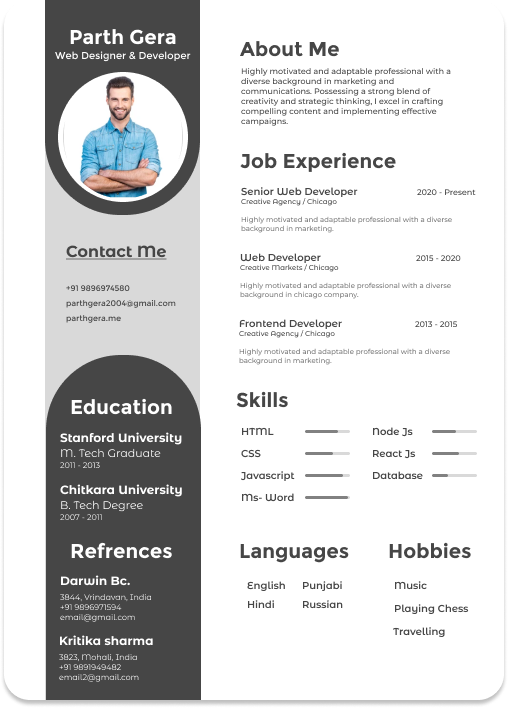 Parth Gera
Web Designer & Developer
Contact Me
+91 9896974580
parthgera2004@gmail.com
parthgera.me
Education
Stanford University
M. Tech Graduate
2011 - 2013
Chitkara University
B. Tech Degree
2007 - 2011
Refrences
Darwin Bc.
3844, Vrindavan, India
+91 9896971594
email@gmail.com
Kritika sharma
3823, Mohali, India
+91 9891949482
email2@gmail.com
About Me
Highly motivated and adaptable professional with a
diverse background in marketing and
communications. Possessing a strong blend of
creativity and strategic thinking, I excel in crafting
compelling content and implementing effective
campaigns.
Job Experience
Senior Web Developer 2020 - Present
Creative Agency / Chicago
Highly motivated and adaptable professional with a diverse
background in marketing.
Web Developer 2015 - 2020
Creative Markets / Chicago
Highly motivated and adaptable professional with a diverse
background in chicago company.
Frontend Developer 2013 - 2015
Creative Agency / Chicago
Highly motivated and adaptable professional with a diverse
background in marketing.
Skills
HTML Node Js
CSS React Js
Javascript Database
Ms- Word
Languages
English Punjabi
Hindi Russian
Hobbies
Music
Playing Chess
Travelling